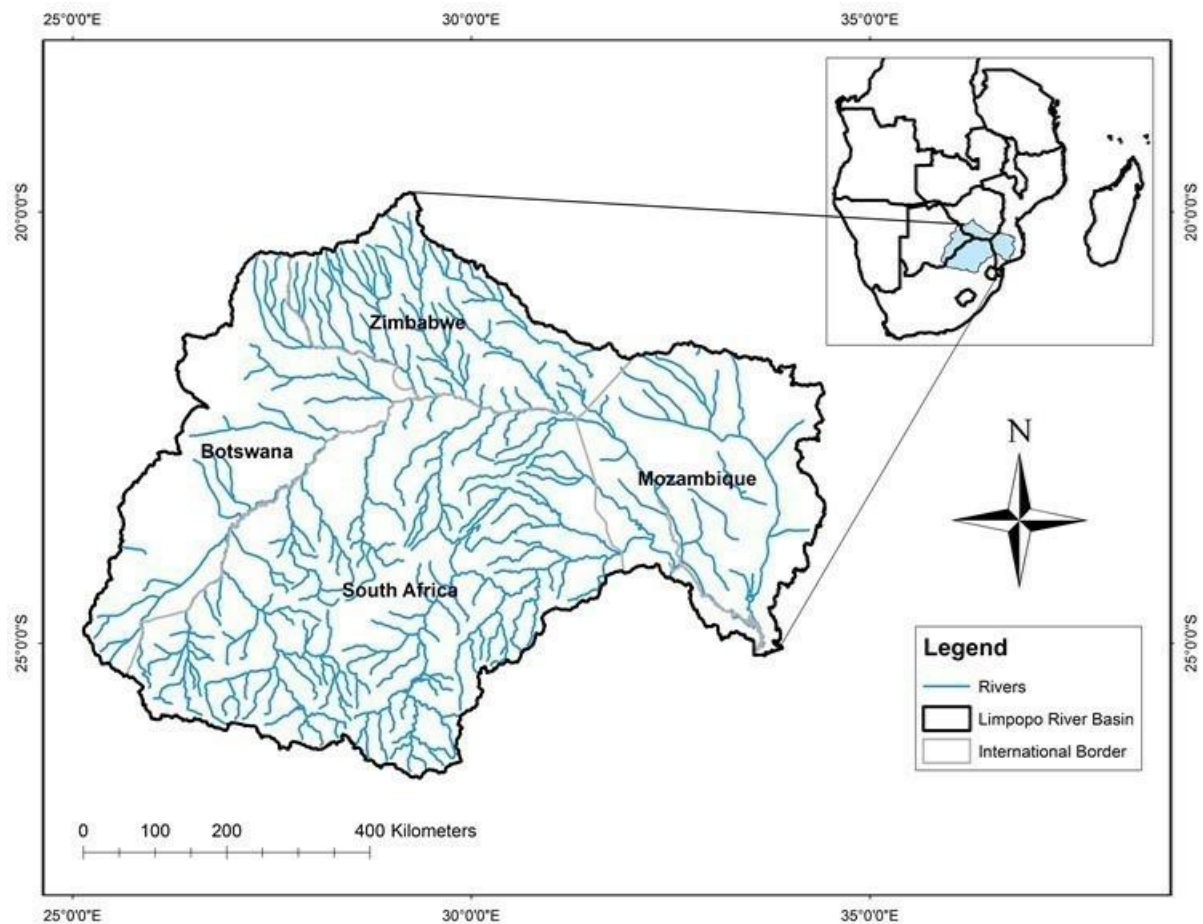 25°0'0"E 30°0'0"E 35°0'0"E
20°0'0"S 20°0'0"S
Zimbabwe
Botswana
Mozambique
N
South Africa
25°0'0"S 25°0'0"S
Legend
Rivers
Limpopo River Basin
International Border
0 100 200 400 Kilometers
25°0'0"E 30°0'0"E 35°0'0"E